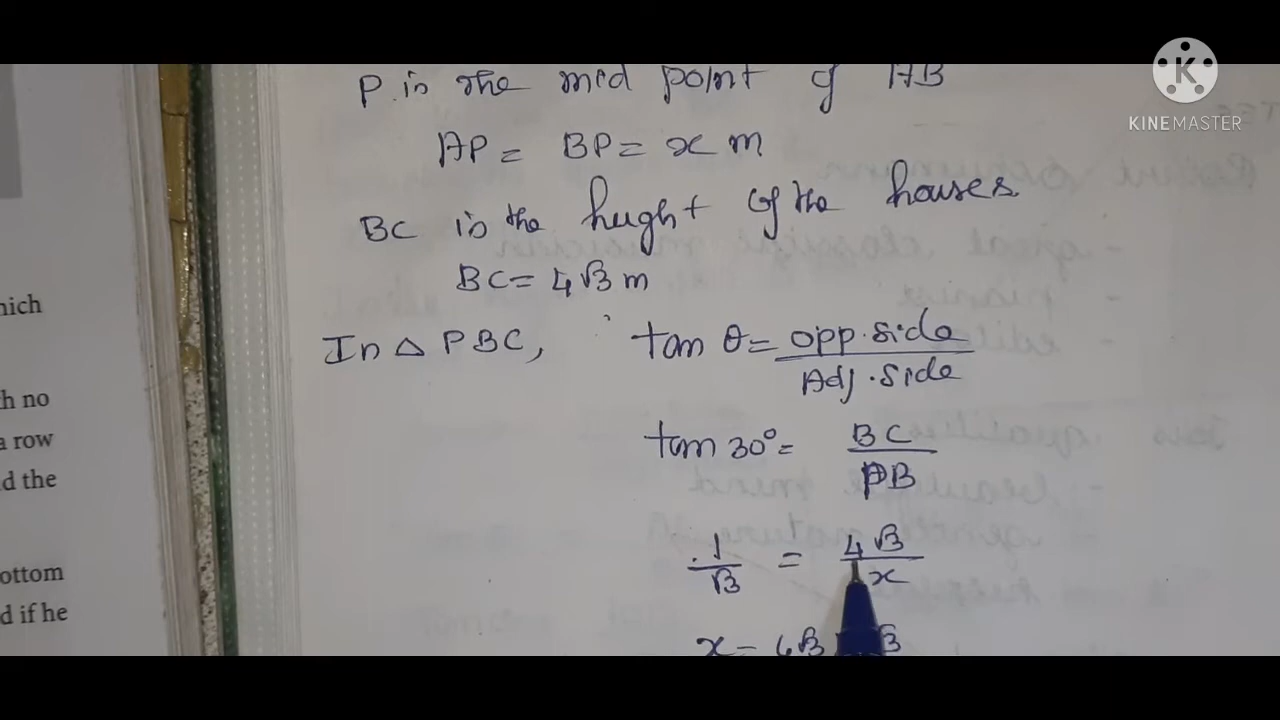 KINEMASTER
P is the mid point of AB
AP = BP = x m
BC is the height of the houses
BC = 4√3 m
In △ PBC, tan θ = opp.side / Adj.side
tan 30° = BC / PB
1/√3 = 4√3 / x
nich
h no
a row
d the
ottom
d if he